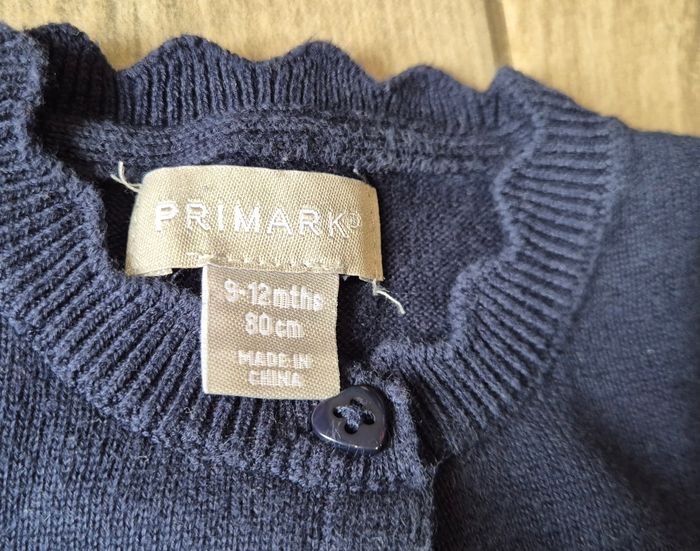 PRIMARK®
9-12 mths
80 cm
MADE IN
CHINA